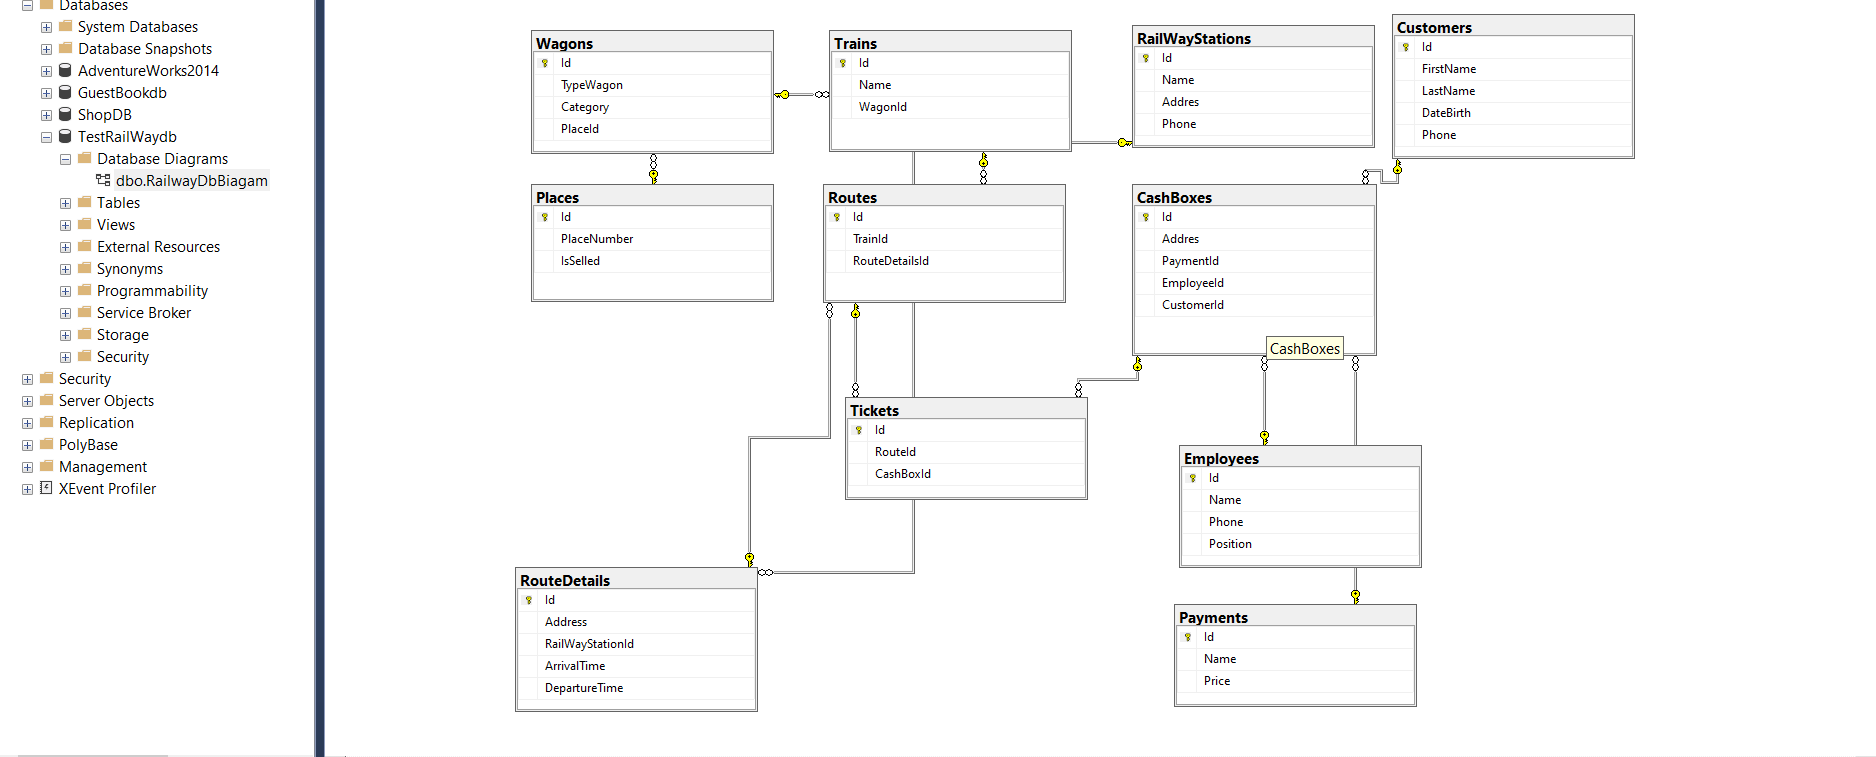 Databases
System Databases
Database Snapshots
AdventureWorks2014
GuestBookdb
ShopDB
TestRailWaydb
Database Diagrams
dbo.RailwayDbBiagam
Tables
Views
External Resources
Synonyms
Programmability
Service Broker
Storage
Security
Security
Server Objects
Replication
PolyBase
Management
XEvent Profiler
Wagons
Id
TypeWagon
Category
PlaceId
Trains
Id
Name
WagonId
RailWayStations
Id
Name
Addres
Phone
Customers
Id
FirstName
LastName
DateBirth
Phone
Places
Id
PlaceNumber
IsSelled
Routes
Id
TrainId
RouteDetailsId
CashBoxes
Id
Addres
PaymentId
EmployeeId
CustomerId
CashBoxes
Tickets
Id
RouteId
CashBoxId
Employees
Id
Name
Phone
Position
RouteDetails
Id
Address
RailWayStationId
ArrivalTime
DepartureTime
Payments
Id
Name
Price